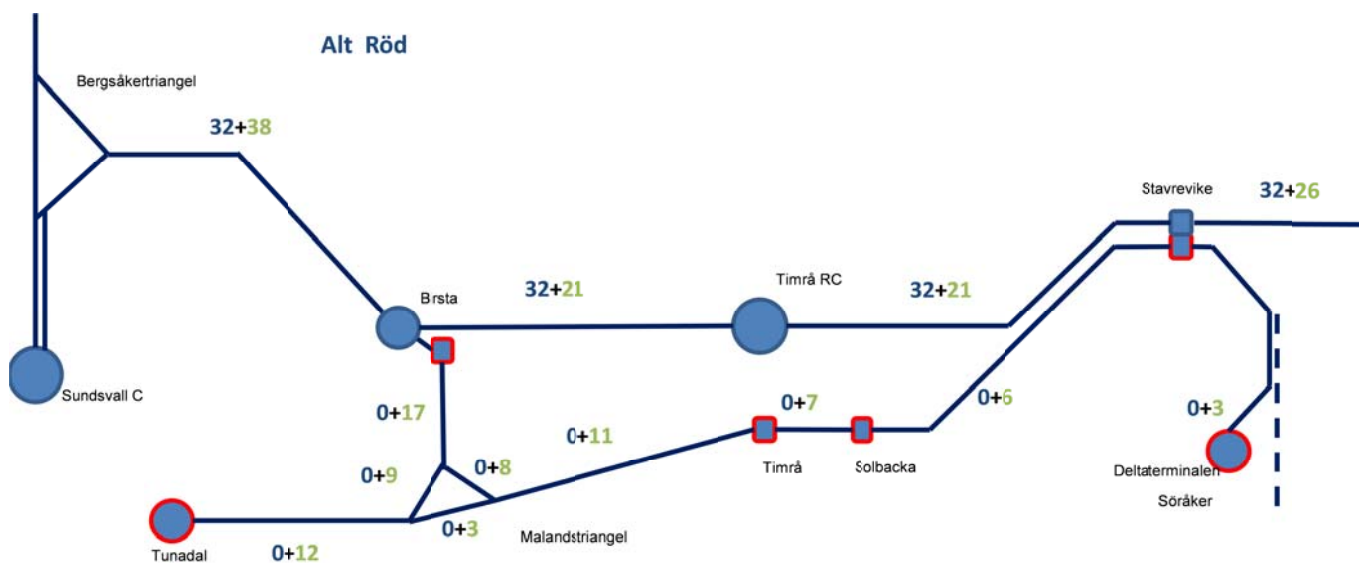 Alt Röd
Bergsåkertriangel
32+38
Stavrevike
32+26
Birsta
32+21
Timrå RC
32+21
Sundsvall C
0+17
0+11
0+7
0+6
0+3
0+9
0+8
Timrå
Solbacka
Deltaterminalen
Söråker
0+3
Malandstriangel
Tunadal
0+12